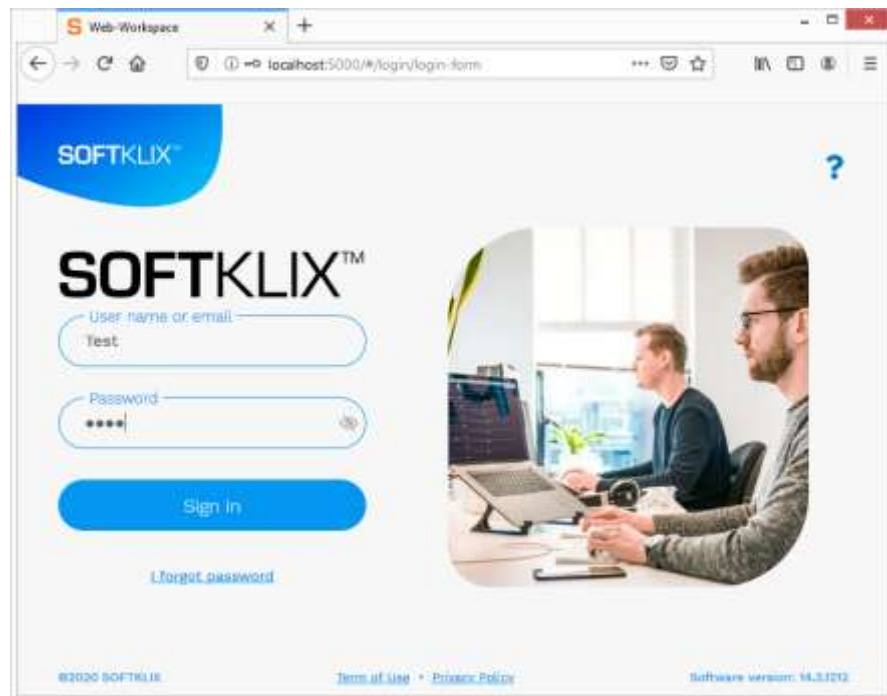 S Web-Workspace
localhost:5000/#/login/login-form
SOFTKLIX™
?
SOFTKLIX™
User name or email
Test
Password
••••
Sign in
I forgot password
©2020 SOFTKLIX
Term of Use • Privacy Policy
Software version: 14.3.1212